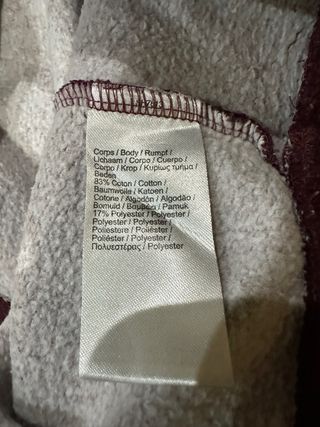 Corps / Body / Rumpf /
Lichaam / Corpo / Cuerpo /
Corpo / Krop / Κυρίως τμήμα /
Beden
83% Coton / Cotton /
Baumwolle / Katoen /
Cotone / Algodón / Algodão /
Bomuld / Βαμβάκι / Pamuk
17% Polyester / Polyester /
Polyester / Polyester /
Poliestere / Poliéster /
Poliéster / Polyester /
Πολυεστέρας / Polyester